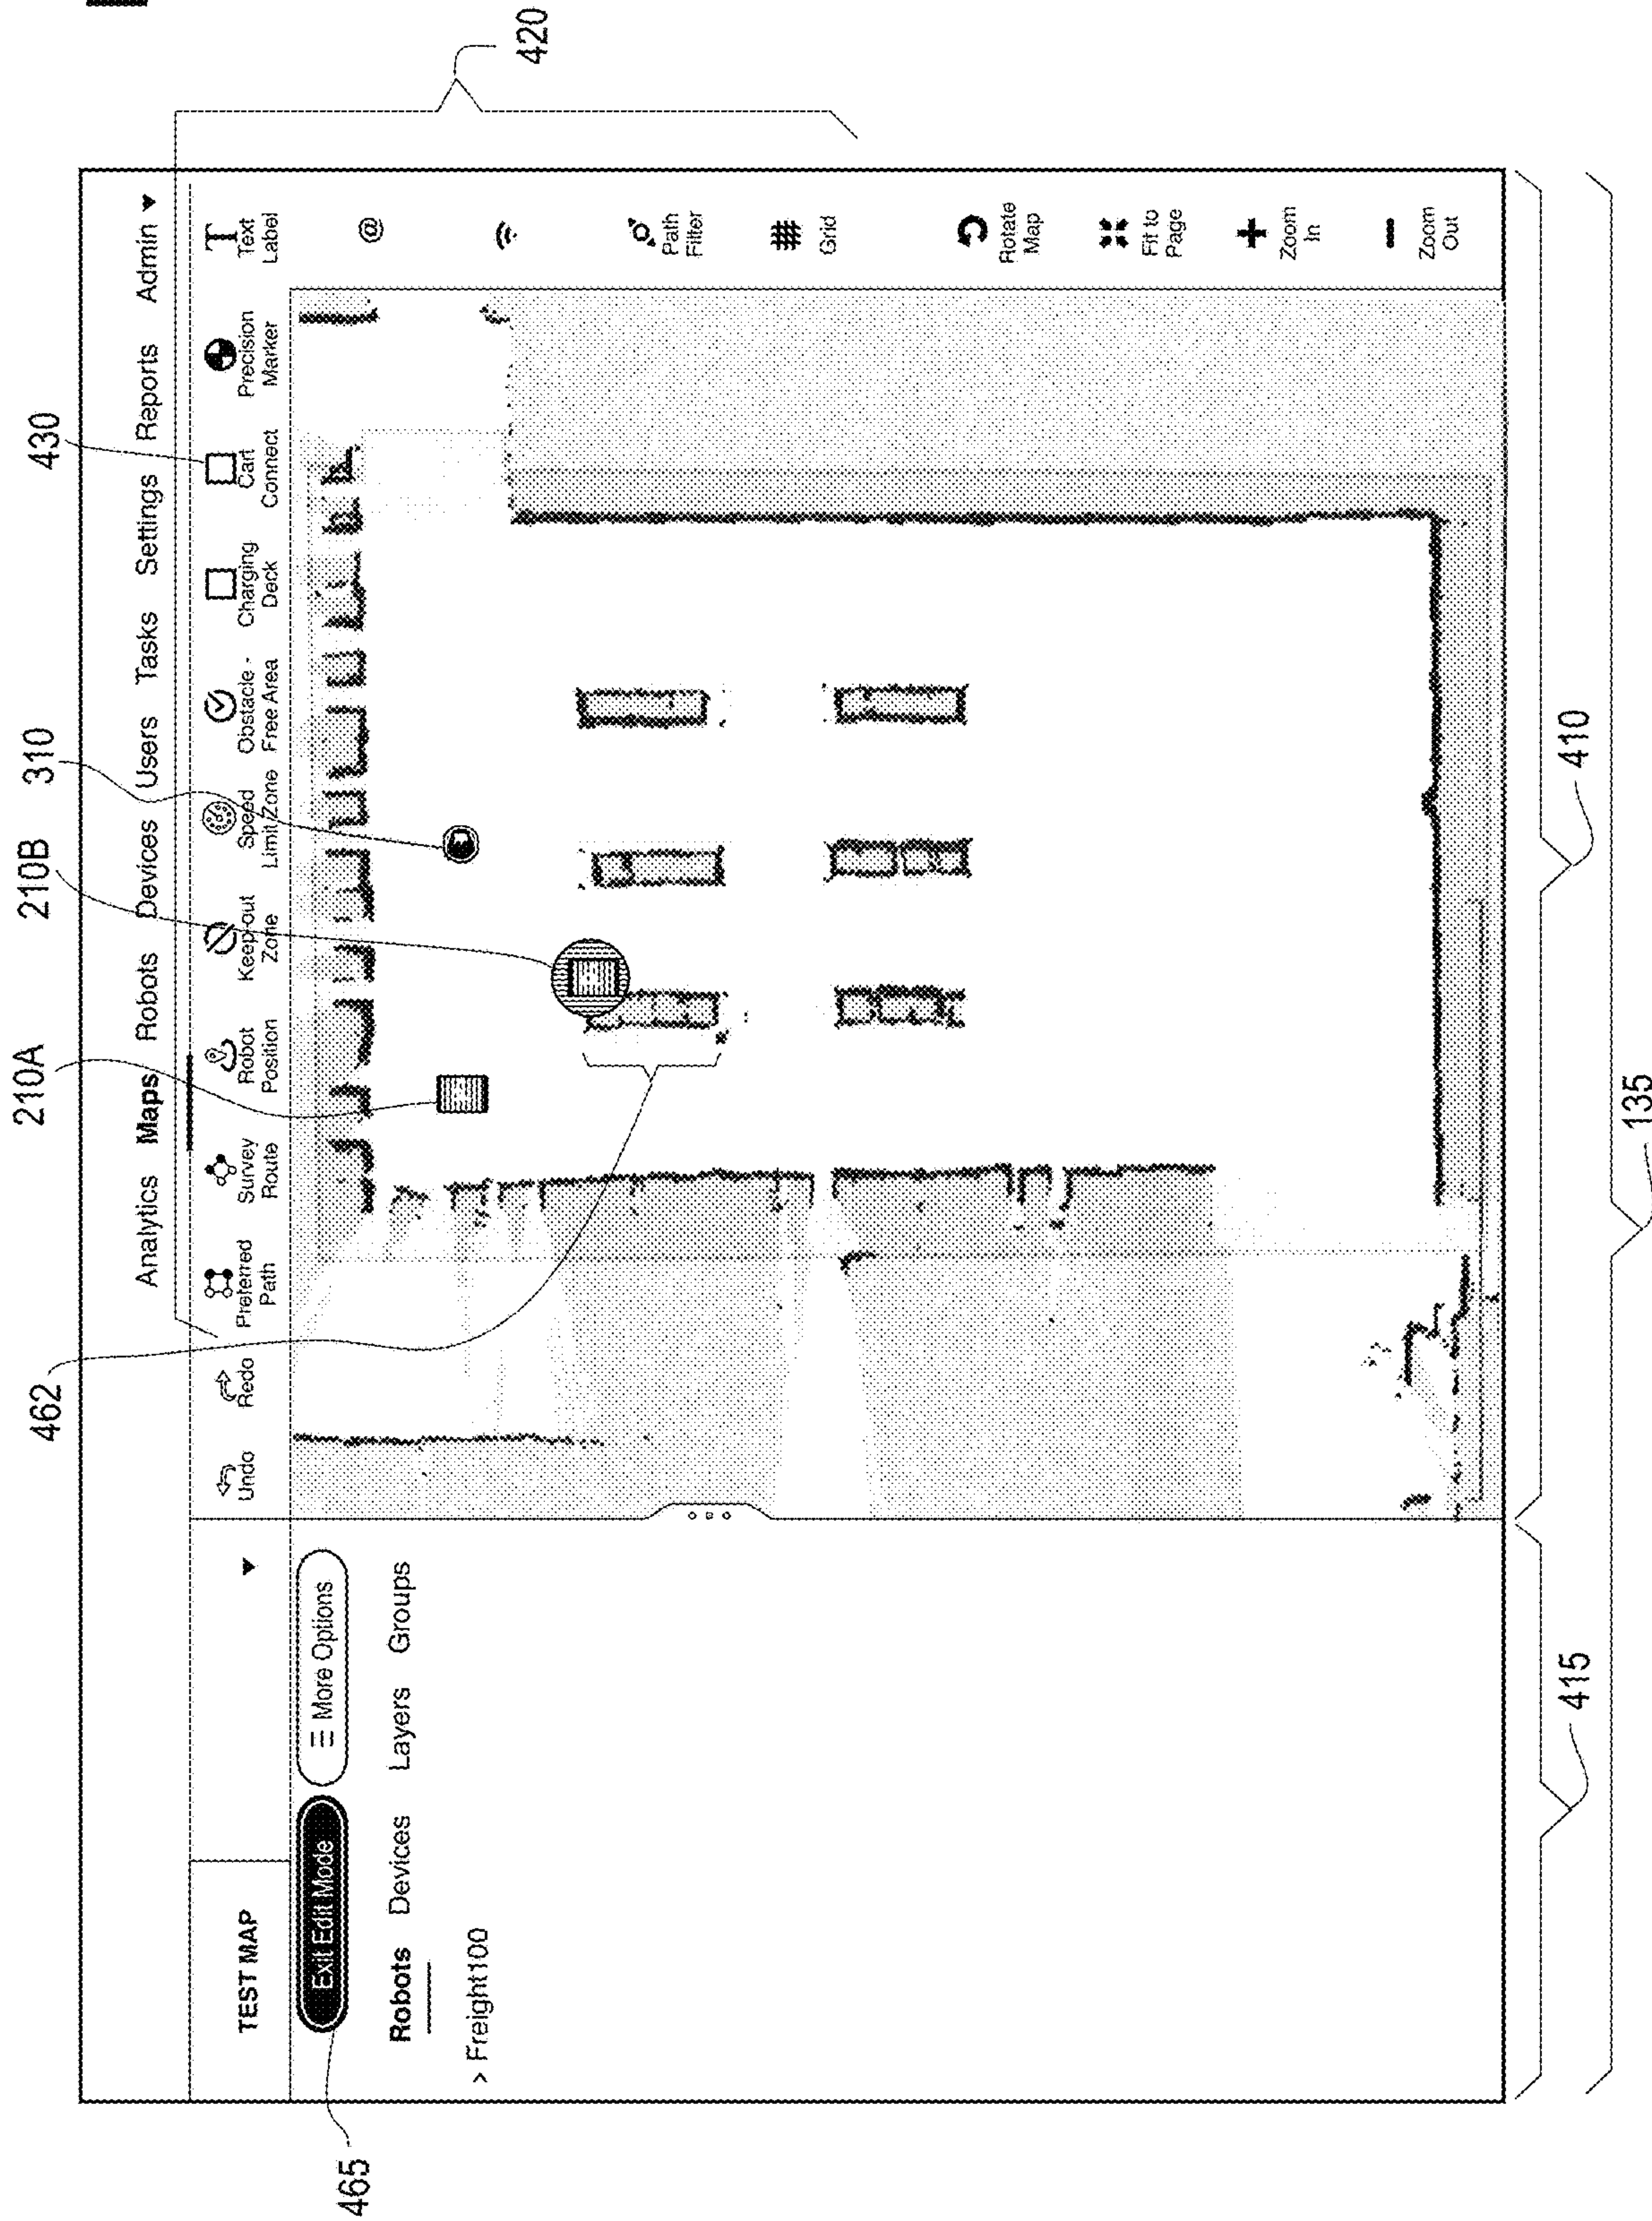 420
430
310
210B
210A
462
465
Analytics Maps Robots Devices Users Tasks Settings Reports Admin
TEST MAP
Undo
Redo
Preferred
Path
Survey
Route
Robot
Position
Keep-out
Zone
Speed
Limit Zone
Obstacle -
Free Area
Charging
Deck
Cart
Connect
Precision
Marker
T
Text
Label
@
Path
Filter
Grid
Rotate
Map
Fit to
Page
Zoom
In
Zoom
Out
Exit Edit Mode
More Options
Robots Devices Layers Groups
> Freight100
415
410
135